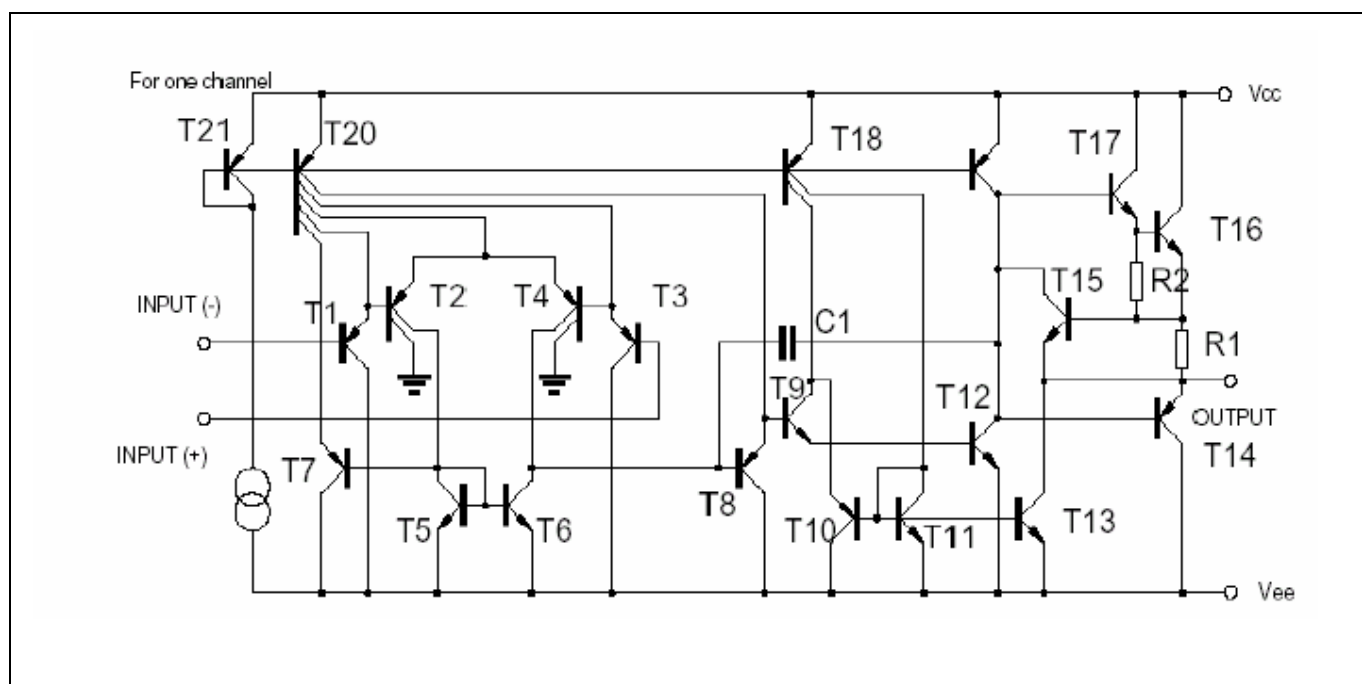 For one channel
Vcc
T21
T20
T18
T17
T16
T15
R2
INPUT (-)
T1
T2
T4
T3
C1
R1
T9
T12
INPUT (+)
OUTPUT
T7
T14
T8
T5
T6
T10
T11
T13
Vee